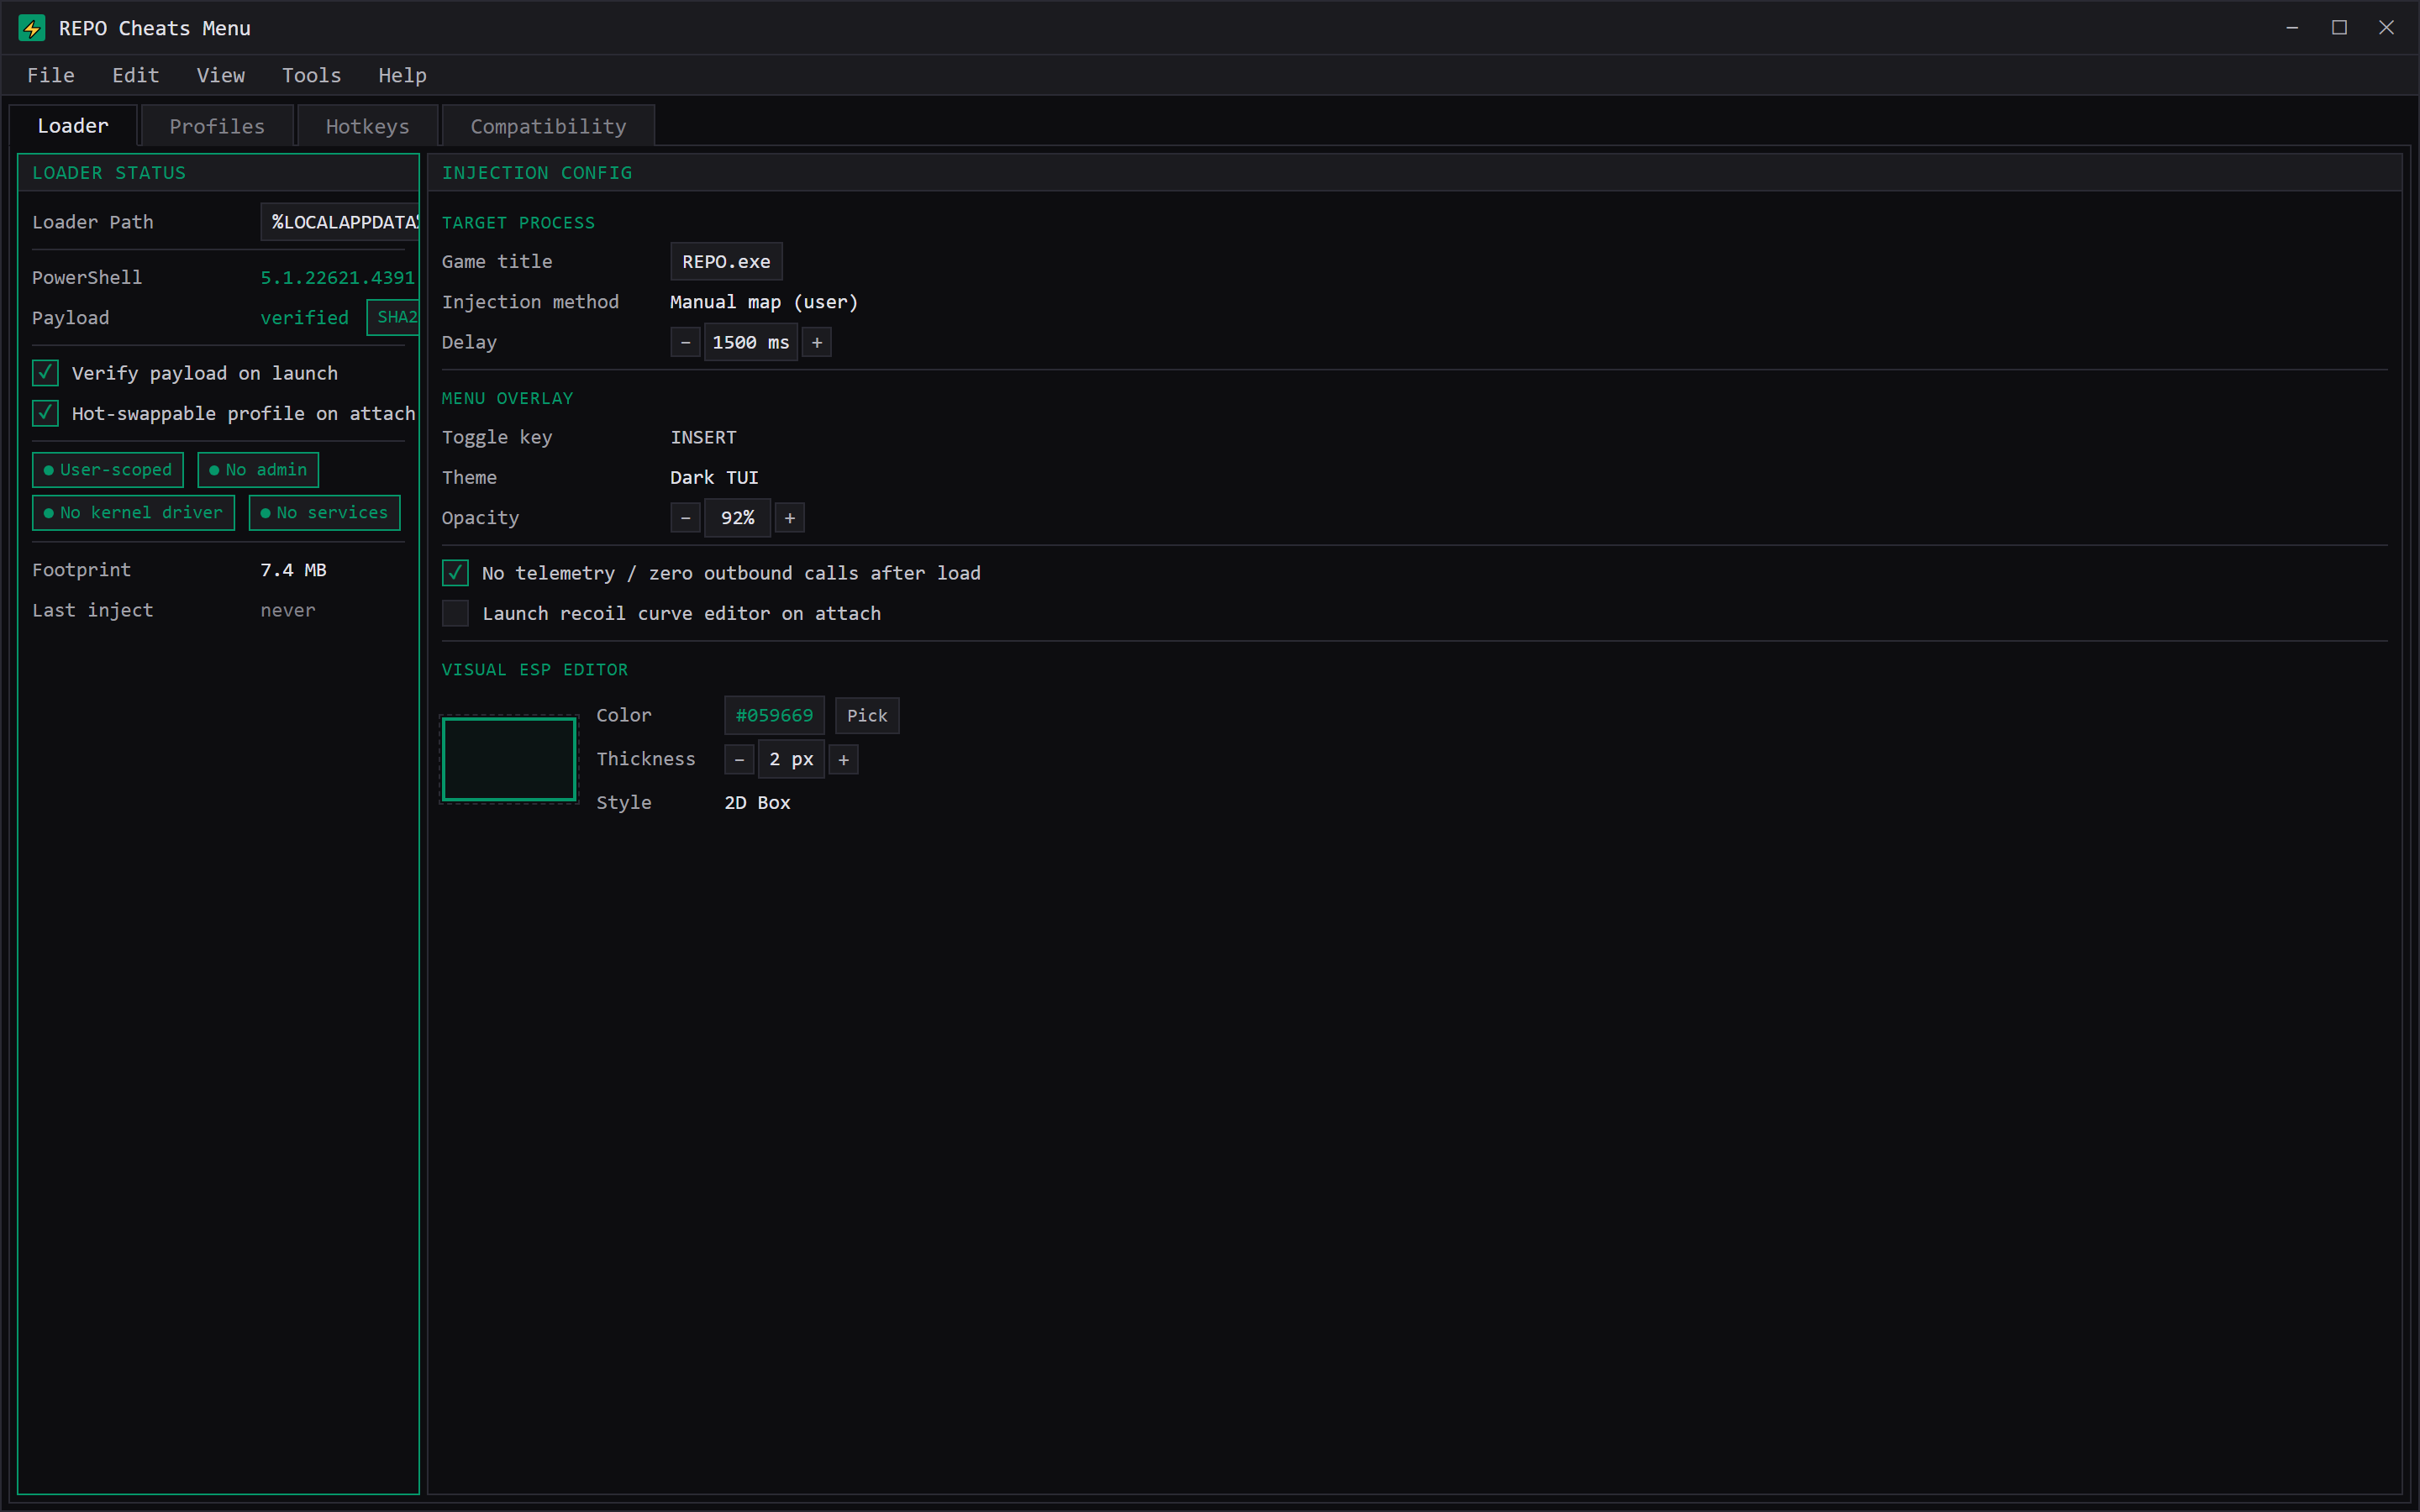 REPO Cheats Menu
File Edit View Tools Help
Loader Profiles Hotkeys Compatibility
LOADER STATUS
Loader Path %LOCALAPPDATA%
PowerShell 5.1.22621.4391
Payload verified SHA2
✓ Verify payload on launch
✓ Hot-swappable profile on attach
User-scoped No admin
No kernel driver No services
Footprint 7.4 MB
Last inject never
INJECTION CONFIG
TARGET PROCESS
Game title REPO.exe
Injection method Manual map (user)
Delay − 1500 ms +
MENU OVERLAY
Toggle key INSERT
Theme Dark TUI
Opacity − 92% +
✓ No telemetry / zero outbound calls after load
Launch recoil curve editor on attach
VISUAL ESP EDITOR
Color #059669 Pick
Thickness − 2 px +
Style 2D Box